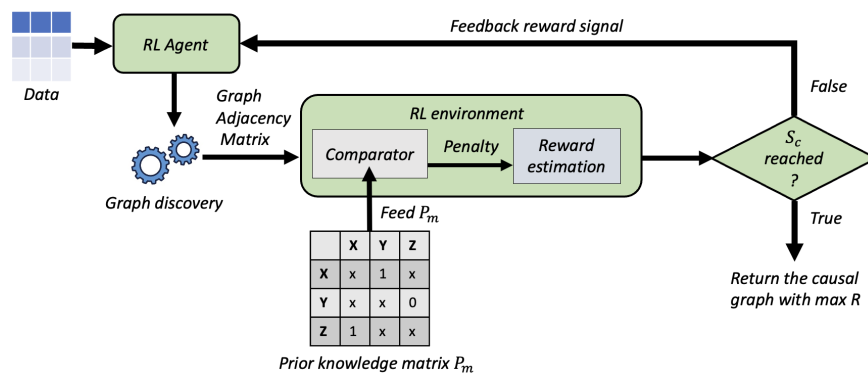 Feedback reward signal
RL Agent
Data
False
Graph
Adjacency
Matrix
RL environment
Comparator
Penalty
Reward
estimation
S_c
reached
?
Graph discovery
Feed P_m
True
X Y Z
X x 1 x
Y x x 0
Z 1 x x
Return the causal
graph with max R
Prior knowledge matrix P_m